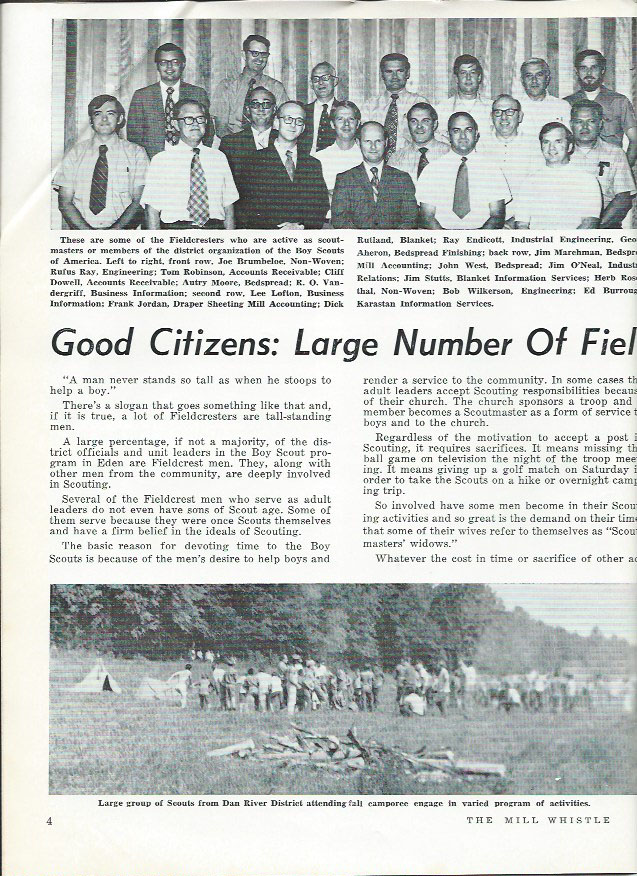 These are some of the Fieldcresters who are active as scout-
masters or members of the district organization of the Boy Scouts
of America. Left to right, front row, Joe Brumbeloe, Non-Woven;
Rufus Ray, Engineering; Tom Robinson, Accounts Receivable; Cliff
Dowell, Accounts Receivable; Autry Moore, Bedspread; R. O. Van-
dergriff, Business Information; second row, Lee Lofton, Business
Information; Frank Jordan, Draper Sheeting Mill Accounting; Dick
Rutland, Blanket; Ray Endicott, Industrial Engineering, Geo
Aheron, Bedspread Finishing; back row, Jim Marchman, Bedspre
Mill Accounting; John West, Bedspread; Jim O'Neal, Industr
Relations; Jim Stutts, Blanket Information Services; Herb Rose
thal, Non-Woven; Bob Wilkerson, Engineering; Ed Burroug
Karastan Information Services.
Good Citizens: Large Number Of Fiel
"A man never stands so tall as when he stoops to
help a boy."
There's a slogan that goes something like that and,
if it is true, a lot of Fieldcresters are tall-standing
men.
A large percentage, if not a majority, of the dis-
trict officials and unit leaders in the Boy Scout pro-
gram in Eden are Fieldcrest men. They, along with
other men from the community, are deeply involved
in Scouting.
Several of the Fieldcrest men who serve as adult
leaders do not even have sons of Scout age. Some of
them serve because they were once Scouts themselves
and have a firm belief in the ideals of Scouting.
The basic reason for devoting time to the Boy
Scouts is because of the men's desire to help boys and
render a service to the community. In some cases th
adult leaders accept Scouting responsibilities becaus
of their church. The church sponsors a troop and
member becomes a Scoutmaster as a form of service t
boys and to the church.
Regardless of the motivation to accept a post i
Scouting, it requires sacrifices. It means missing th
ball game on television the night of the troop meet
ing. It means giving up a golf match on Saturday i
order to take the Scouts on a hike or overnight camp
ing trip.
So involved have some men become in their Scout
ing activities and so great is the demand on their time
that some of their wives refer to themselves as "Scout
masters' widows."
Whatever the cost in time or sacrifice of other ac
Large group of Scouts from Dan River District attending fall camporee engage in varied program of activities.
4
THE MILL WHISTLE